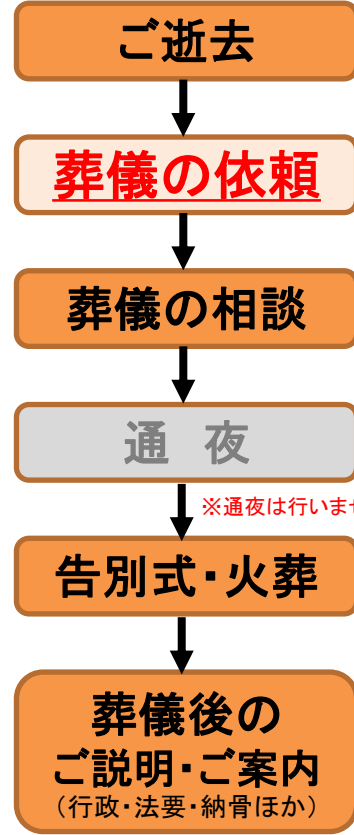 ご逝去
葬儀の依頼
葬儀の相談
通 夜
※通夜は行いませ
告別式・火葬
葬儀後の
ご説明・ご案内
（行政・法要・納骨ほか）